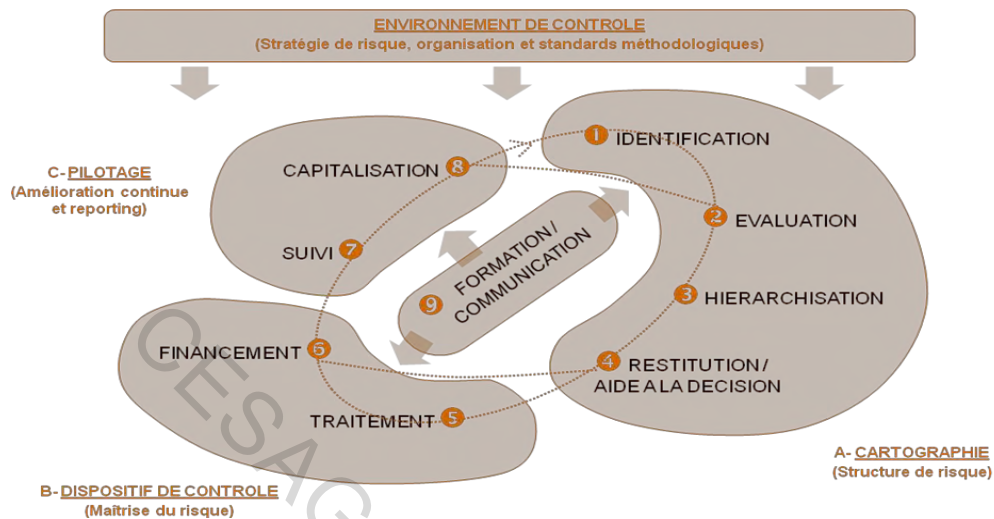 ENVIRONNEMENT DE CONTROLE
(Stratégie de risque, organisation et standards méthodologiques)
1 IDENTIFICATION
CAPITALISATION 8
C- PILOTAGE
(Amélioration continue
et reporting)
2 EVALUATION
SUIVI 7
9 FORMATION /
COMMUNICATION
3 HIERARCHISATION
FINANCEMENT 6
4 RESTITUTION /
AIDE A LA DECISION
TRAITEMENT 5
A- CARTOGRAPHIE
(Structure de risque)
B- DISPOSITIF DE CONTROLE
(Maîtrise du risque)
CESAG